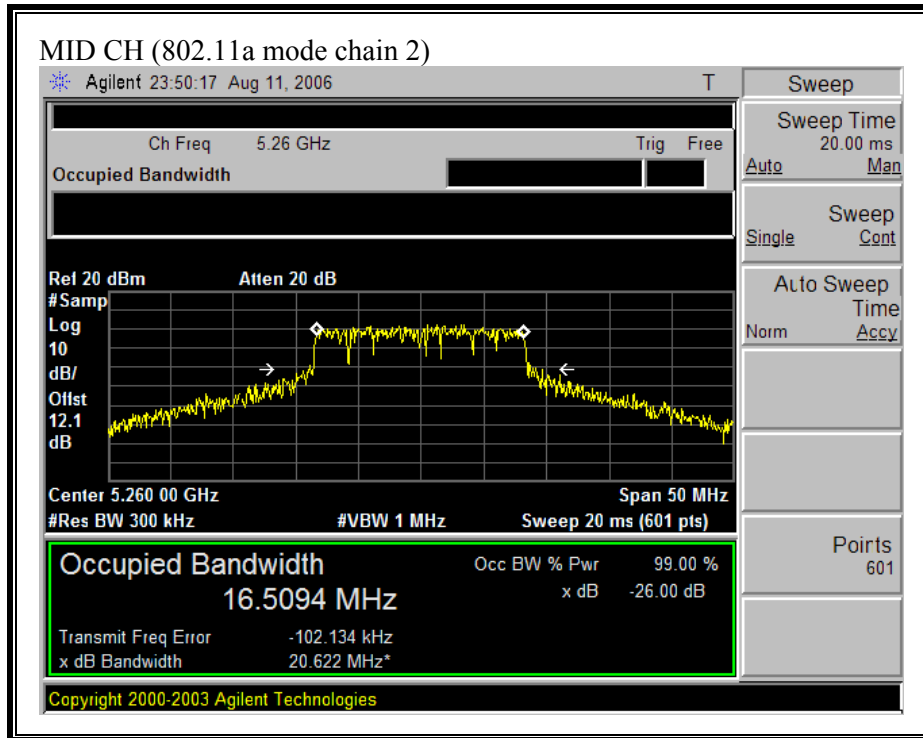 MID CH (802.11a mode chain 2)
Agilent 23:50:17 Aug 11, 2006 T
Ch Freq 5.26 GHz Trig Free
Occupied Bandwidth
Ref 20 dBm Atten 20 dB
#Samp
Log
10
dB/
Offst
12.1
dB
Center 5.260 00 GHz Span 50 MHz
#Res BW 300 kHz #VBW 1 MHz Sweep 20 ms (601 pts)
Occupied Bandwidth
16.5094 MHz
Occ BW % Pwr 99.00 %
x dB -26.00 dB
Transmit Freq Error -102.134 kHz
x dB Bandwidth 20.622 MHz*
Copyright 2000-2003 Agilent Technologies
Sweep
Sweep Time
20.00 ms
Auto Man
Sweep
Single Cont
Auto Sweep
Time
Norm Accy
Points
601